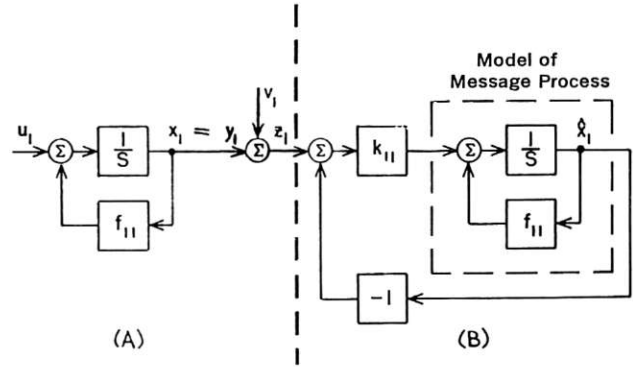 Model of
Message Process
v₁
u₁ Σ 1/S x₁ = y₁ Σ z₁ Σ k₁₁ Σ 1/S x̂₁
f₁₁ f₁₁
−1
(A) (B)